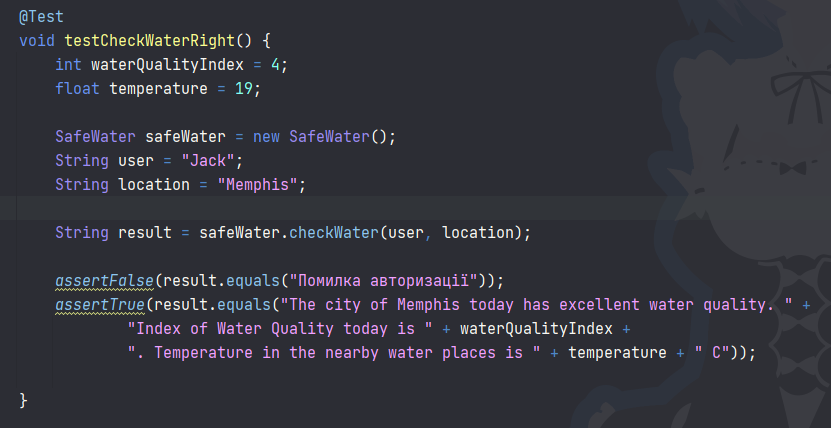 @Test
void testCheckWaterRight() {
int waterQualityIndex = 4;
float temperature = 19;
SafeWater safeWater = new SafeWater();
String user = "Jack";
String location = "Memphis";
String result = safeWater.checkWater(user, location);
assertFalse(result.equals("Помилка авторизації"));
assertTrue(result.equals("The city of Memphis today has excellent water quality. " +
"Index of Water Quality today is " + waterQualityIndex +
". Temperature in the nearby water places is " + temperature + " C"));
}